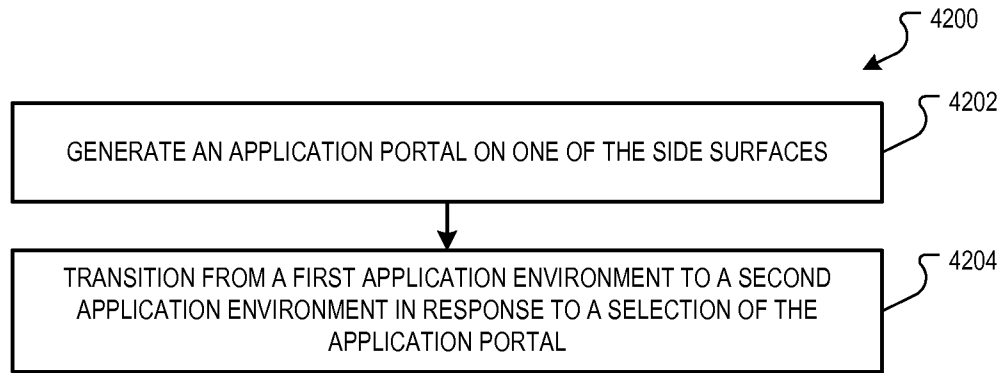 4200
4202
GENERATE AN APPLICATION PORTAL ON ONE OF THE SIDE SURFACES
4204
TRANSITION FROM A FIRST APPLICATION ENVIRONMENT TO A SECOND
APPLICATION ENVIRONMENT IN RESPONSE TO A SELECTION OF THE
APPLICATION PORTAL